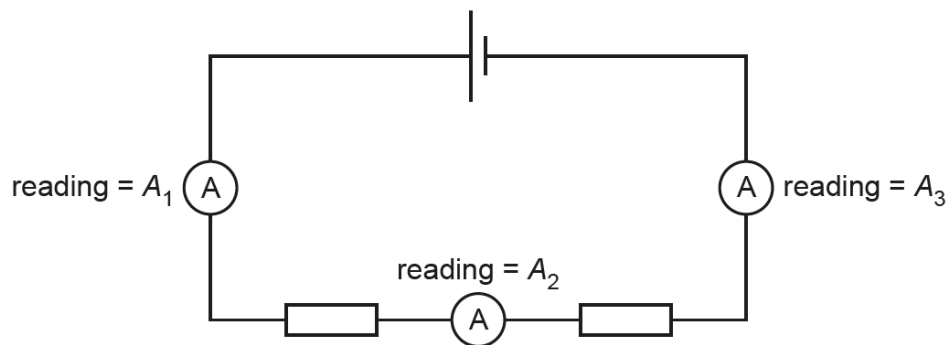 reading = A₁
A
A
reading = A₃
reading = A₂
A